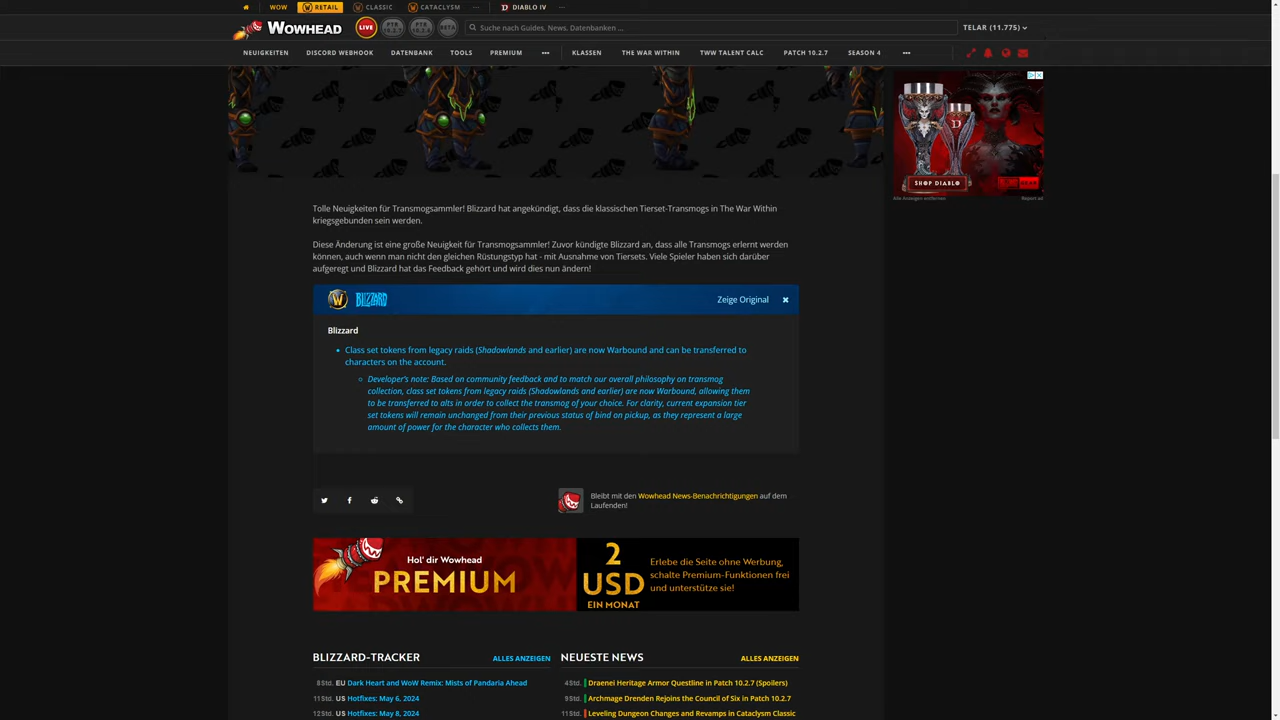 WOW
RETAIL
CLASSIC
CATACLYSM
DIABLO IV
WOWHEAD
LIVE
Suche nach Guides, News, Datenbanken ...
TELAR (11.775)
NEUIGKEITEN
DISCORD WEBHOOK
DATENBANK
TOOLS
PREMIUM
KLASSEN
THE WAR WITHIN
TWW TALENT CALC
PATCH 10.2.7
SEASON 4
SHOP DIABLO
Alle Anzeigen entfernen
Report ad
Tolle Neuigkeiten für Transmogsammler! Blizzard hat angekündigt, dass die klassischen Tierset-Transmogs in The War Within
kriegsgebunden sein werden.
Diese Änderung ist eine große Neuigkeit für Transmogsammler! Zuvor kündigte Blizzard an, dass alle Transmogs erlernt werden
können, auch wenn man nicht den gleichen Rüstungstyp hat - mit Ausnahme von Tiersets. Viele Spieler haben sich darüber
aufgeregt und Blizzard hat das Feedback gehört und wird dies nun ändern!
BLIZZARD
Zeige Original
Blizzard
Class set tokens from legacy raids (Shadowlands and earlier) are now Warbound and can be transferred to
characters on the account.
Developer's note: Based on community feedback and to match our overall philosophy on transmog
collection, class set tokens from legacy raids (Shadowlands and earlier) are now Warbound, allowing them
to be transferred to alts in order to collect the transmog of your choice. For clarity, current expansion tier
set tokens will remain unchanged from their previous status of bind on pickup, as they represent a large
amount of power for the character who collects them.
Bleibt mit den Wowhead News-Benachrichtigungen auf dem
Laufenden!
Hol' dir Wowhead
PREMIUM
2
USD
EIN MONAT
Erlebe die Seite ohne Werbung,
schalte Premium-Funktionen frei
und unterstütze sie!
BLIZZARD-TRACKER
ALLES ANZEIGEN
8Std. EU Dark Heart and WoW Remix: Mists of Pandaria Ahead
11Std. US Hotfixes: May 6, 2024
12Std. US Hotfixes: May 8, 2024
NEUESTE NEWS
ALLES ANZEIGEN
4Std. Draenei Heritage Armor Questline in Patch 10.2.7 (Spoilers)
9Std. Archmage Drenden Rejoins the Council of Six in Patch 10.2.7
11Std. Leveling Dungeon Changes and Revamps in Cataclysm Classic